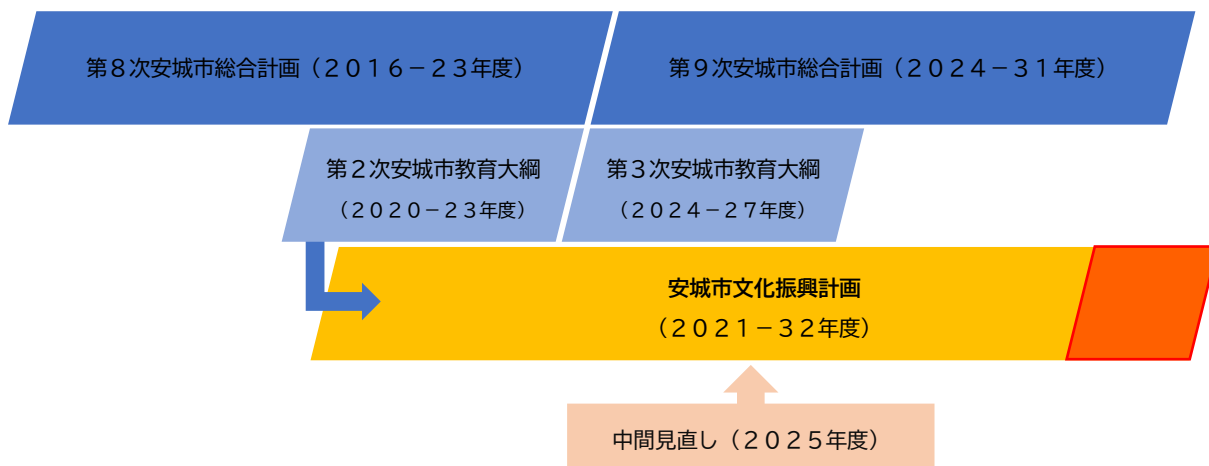 第８次安城市総合計画（２０１６－２３年度）
第９次安城市総合計画（２０２４－３１年度）
第２次安城市教育大綱
（２０２０－２３年度）
第３次安城市教育大綱
（２０２４－２７年度）
安城市文化振興計画
（２０２１－３２年度）
中間見直し（２０２５年度）